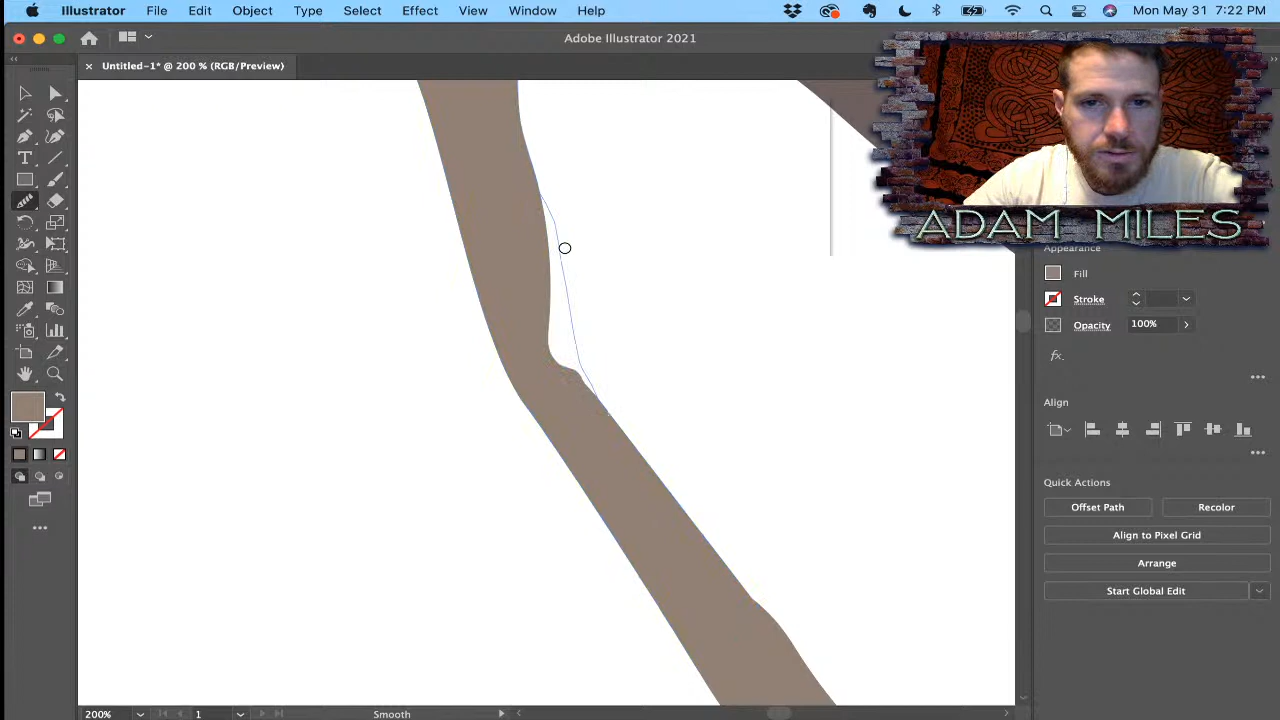 Illustrator File Edit Object Type Select Effect View Window Help Mon May 31 7:22 PM
Adobe Illustrator 2021
Untitled-1* @ 200 % (RGB/Preview)
ADAM MILES
Appearance
Fill
Stroke
Opacity 100%
fx.
Align
Quick Actions
Offset Path Recolor
Align to Pixel Grid
Arrange
Start Global Edit
200% 1 Smooth